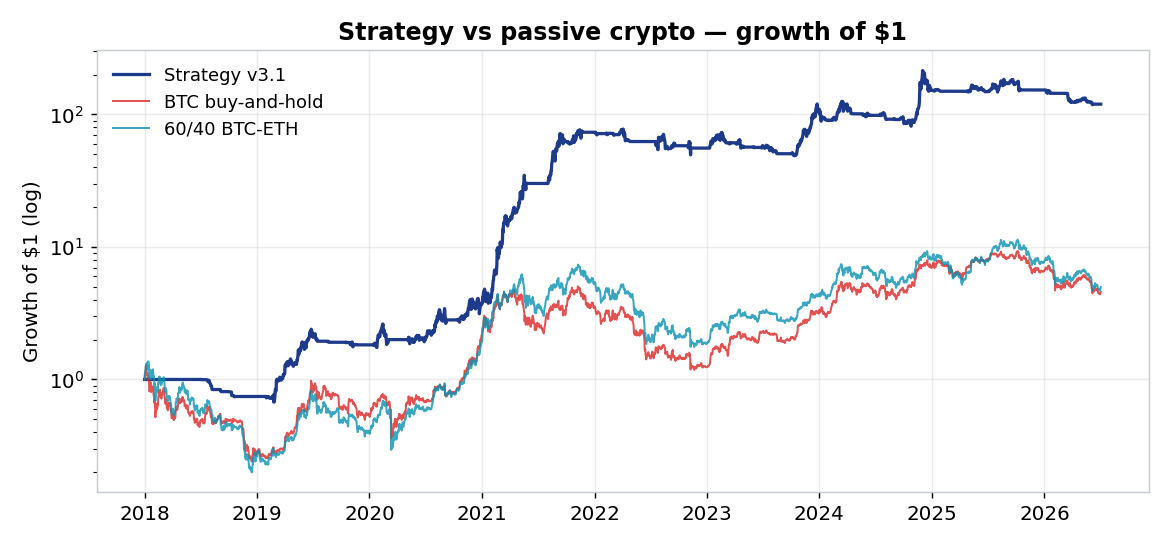 Strategy vs passive crypto — growth of $1
Strategy v3.1
BTC buy-and-hold
60/40 BTC-ETH
Growth of $1 (log)
10²
10¹
10⁰
2018 2019 2020 2021 2022 2023 2024 2025 2026